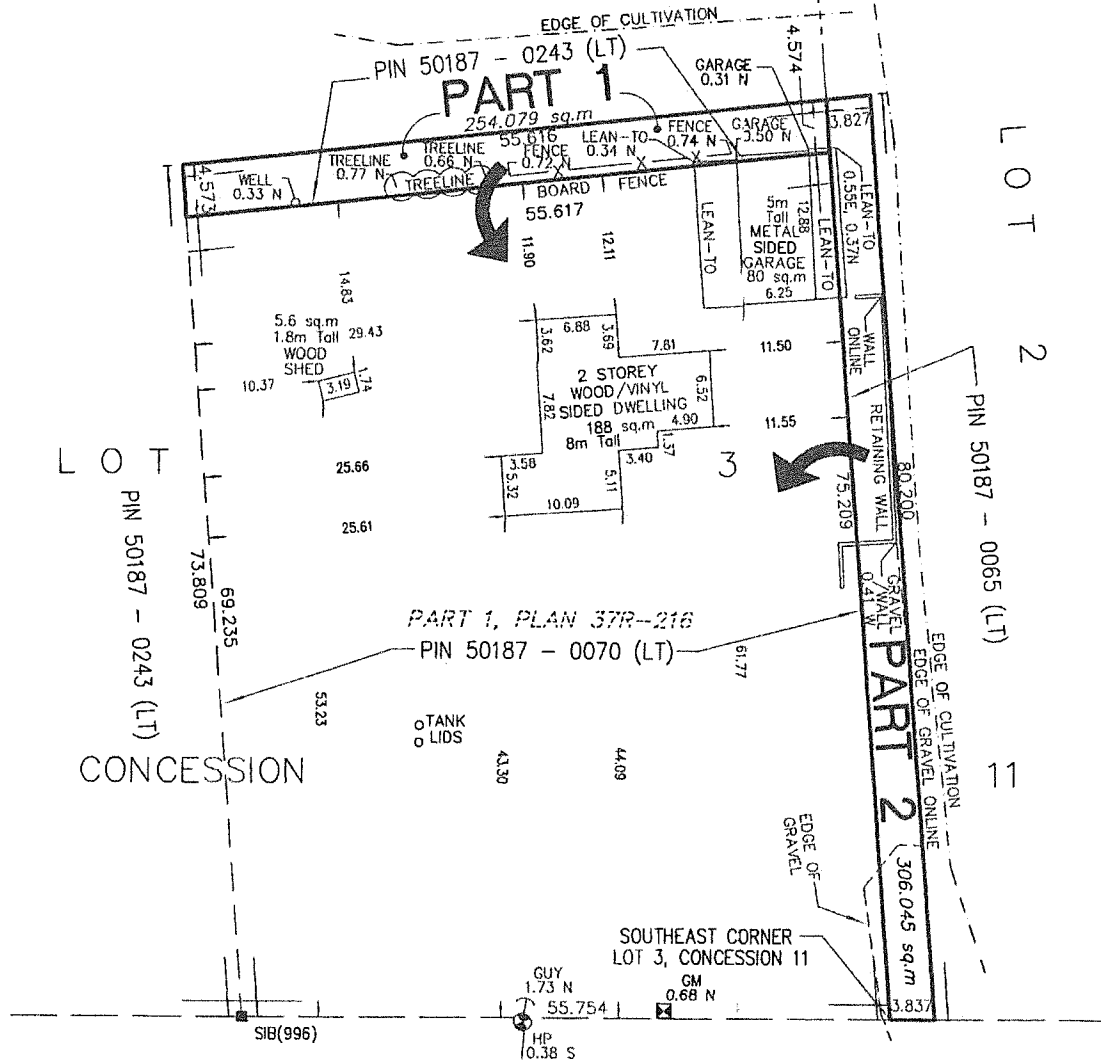 EDGE OF CULTIVATION
PIN 50187 - 0243 (LT)
PART 1
254.079 sq.m
55.616
GARAGE
0.31 N
4.574
3.827
4.573
WELL
0.33 N
TREELINE
0.77 N
TREELINE
0.66 N
TREELINE
FENCE
0.72 N
LEAN-TO
0.34 N
FENCE
0.74 N
GARAGE
3.50 N
BOARD FENCE
55.617
LEAN-TO
5m
Tall
METAL
SIDED
GARAGE
80 sq.m
12.88
6.25
LEAN-TO
LEAN-TO
0.55E, 0.37N
LOT 2
14.83
11.90
12.11
5.6 sq.m
1.8m Tall
WOOD
SHED
29.43
10.37
3.19
1.74
3.62
6.88
3.69
7.81
11.50
2 STOREY
WOOD/VINYL
SIDED DWELLING
188 sq.m
8m Tall
7.82
6.52
4.90
1.37
3.40
11.55
3.58
5.32
5.11
10.09
25.66
25.61
WALL
ONLINE
RETAINING WALL
75.209
80.200
PIN 50187 - 0065 (LT)
LOT
3
PIN 50187 - 0243 (LT)
73.809
69.235
PART 1, PLAN 37R-216
PIN 50187 - 0070 (LT)
GRAVEL
/WALL
0.41 W
PART 2
EDGE OF CULTIVATION
EDGE OF GRAVEL ONLINE
61.77
53.23
TANK
LIDS
43.30
44.09
CONCESSION
11
EDGE OF
GRAVEL
306.045 sq.m
SOUTHEAST CORNER
LOT 3, CONCESSION 11
GUY
1.73 N
55.754
GM
0.68 N
3.837
SIB(996)
HP
0.38 S